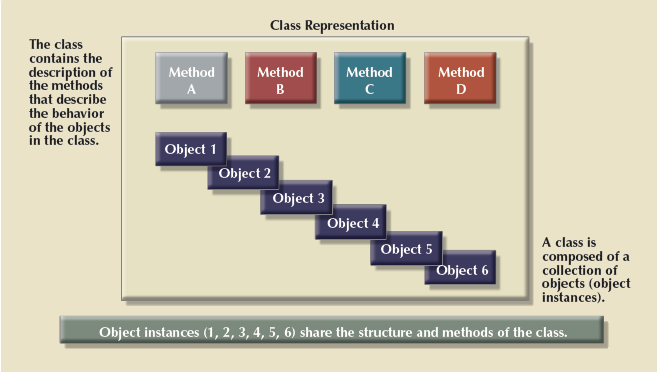 Class Representation
The class
contains the
description of
the methods
that describe
the behavior
of the objects
in the class.
Method
A
Method
B
Method
C
Method
D
Object 1
Object 2
Object 3
Object 4
Object 5
Object 6
A class is
composed of a
collection of
objects (object
instances).
Object instances (1, 2, 3, 4, 5, 6) share the structure and methods of the class.